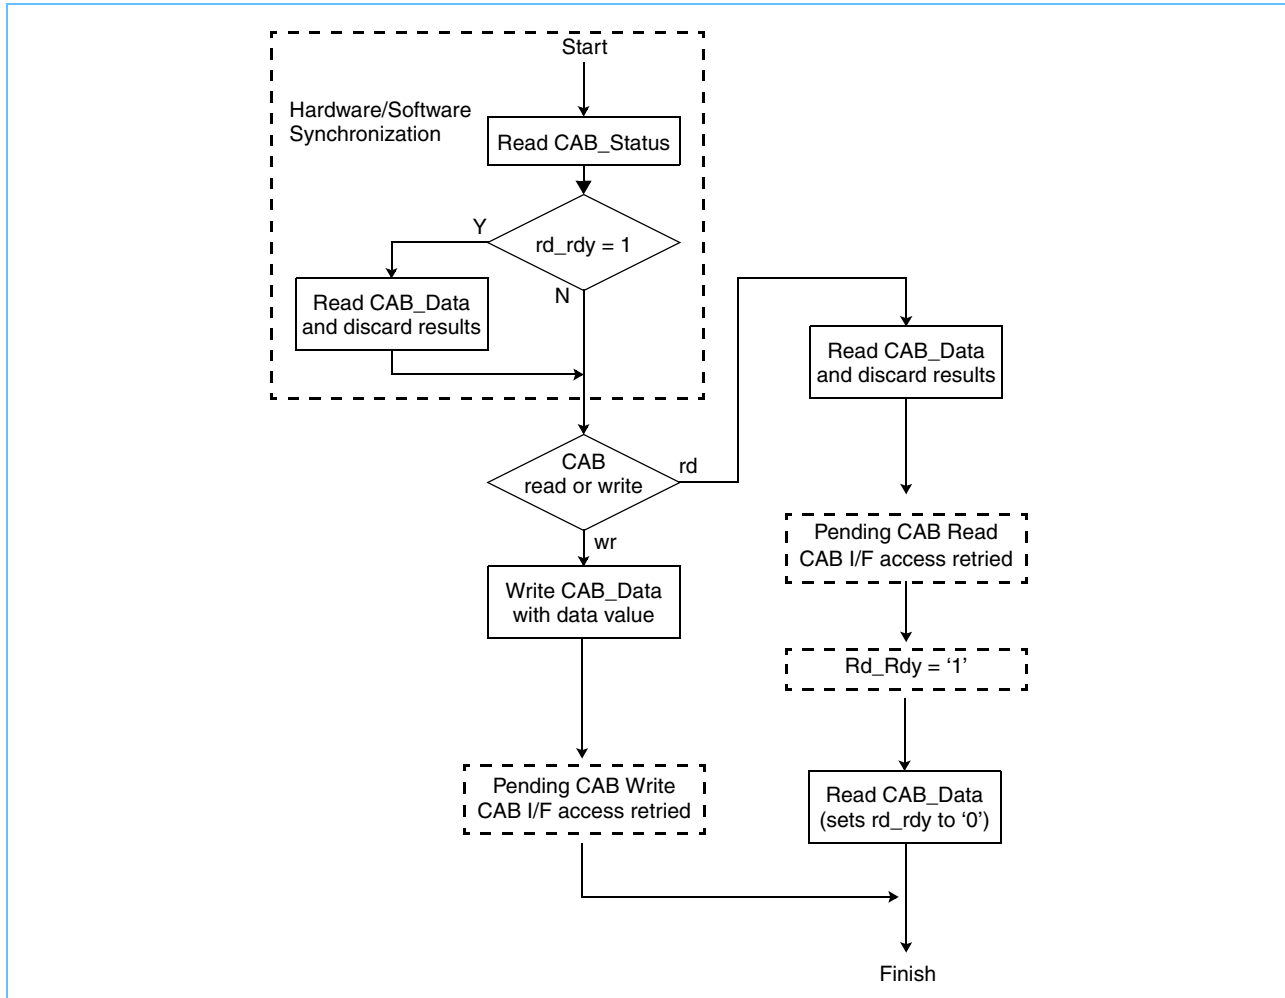 Start
Hardware/Software
Synchronization
Read CAB_Status
Y
rd_rdy = 1
N
Read CAB_Data
and discard results
Read CAB_Data
and discard results
CAB
read or write
rd
wr
Pending CAB Read
CAB I/F access retried
Write CAB_Data
with data value
Rd_Rdy = ‘1’
Pending CAB Write
CAB I/F access retried
Read CAB_Data
(sets rd_rdy to ‘0’)
Finish